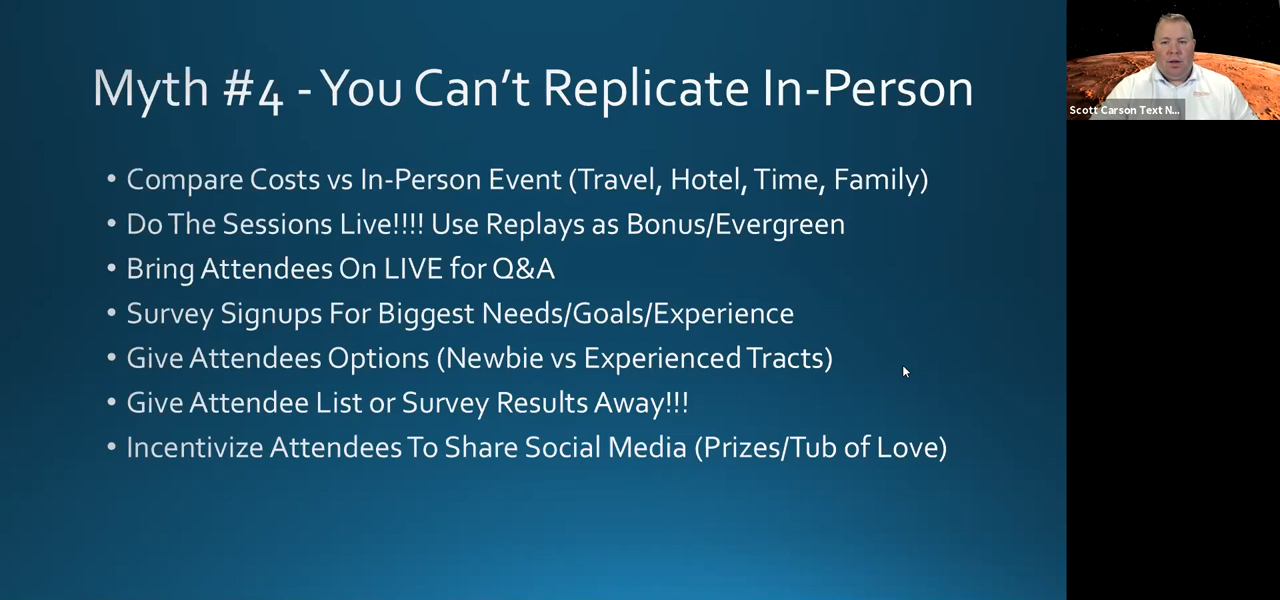 Myth #4 - You Can't Replicate In-Person
• Compare Costs vs In-Person Event (Travel, Hotel, Time, Family)
• Do The Sessions Live!!!! Use Replays as Bonus/Evergreen
• Bring Attendees On LIVE for Q&A
• Survey Signups For Biggest Needs/Goals/Experience
• Give Attendees Options (Newbie vs Experienced Tracts)
• Give Attendee List or Survey Results Away!!!
• Incentivize Attendees To Share Social Media (Prizes/Tub of Love)
Scott Carson Text N...